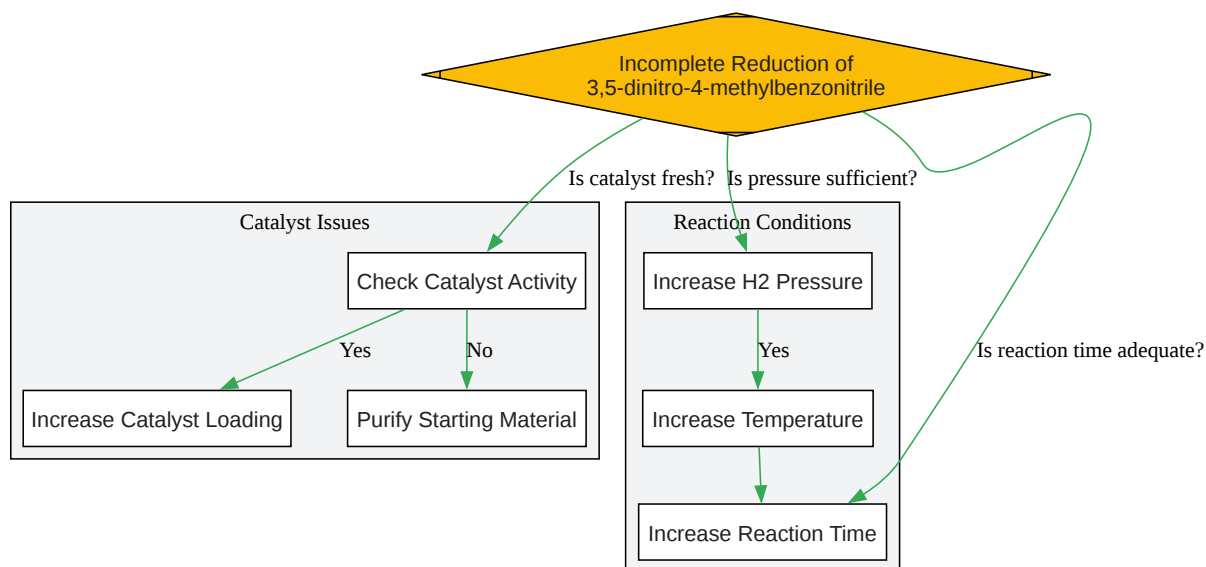 Incomplete Reduction of
3,5-dinitro-4-methylbenzonitrile
Is catalyst fresh?
Is pressure sufficient?
Catalyst Issues
Reaction Conditions
Check Catalyst Activity
Increase H2 Pressure
Yes
No
Yes
Is reaction time adequate?
Increase Catalyst Loading
Purify Starting Material
Increase Temperature
Increase Reaction Time